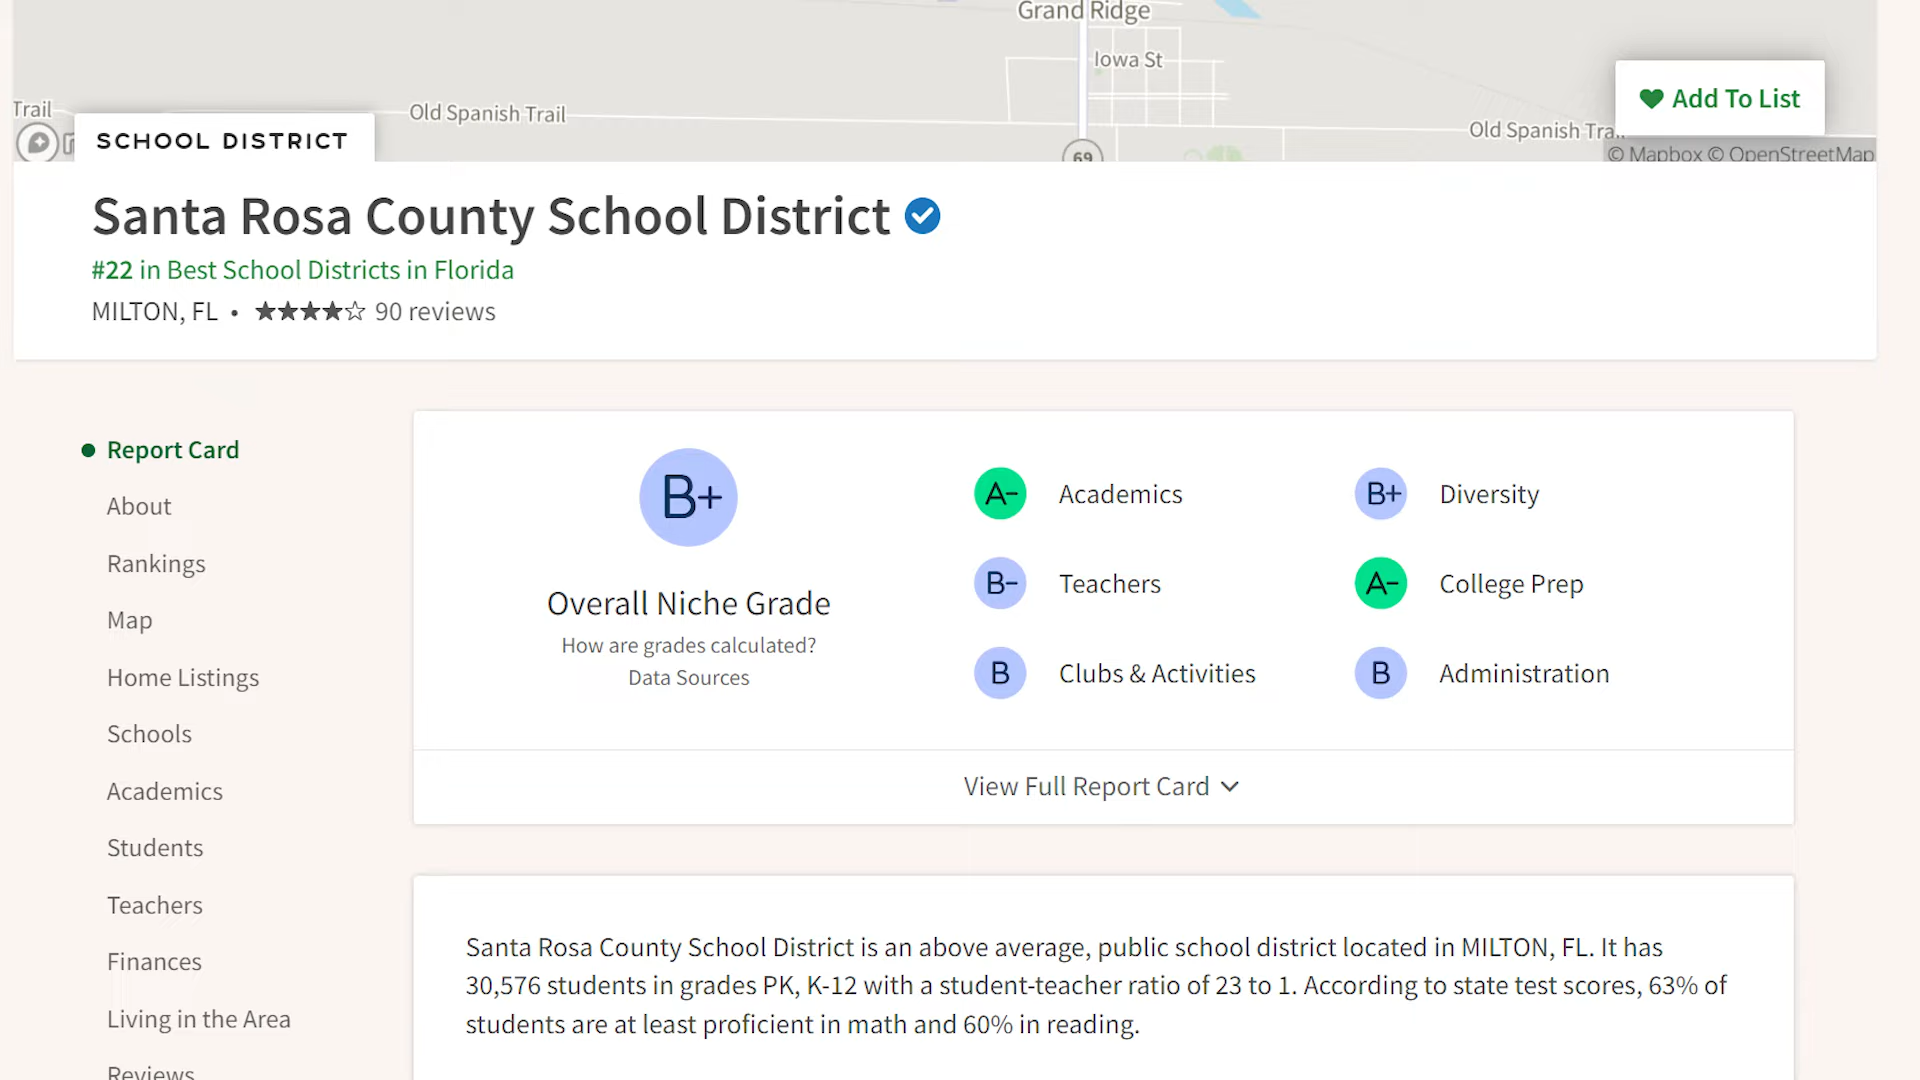 Grand Ridge
Iowa St
Trail
Old Spanish Trail
Add To List
Old Spanish Tra
SCHOOL DISTRICT
69
© Mapbox © OpenStreetMap
Santa Rosa County School District
#22 in Best School Districts in Florida
MILTON, FL • ★★★★☆ 90 reviews
Report Card
About
Rankings
Map
Home Listings
Schools
Academics
Students
Teachers
Finances
Living in the Area
Reviews
B+
Overall Niche Grade
How are grades calculated?
Data Sources
A- Academics
B+ Diversity
B- Teachers
A- College Prep
B Clubs & Activities
B Administration
View Full Report Card
Santa Rosa County School District is an above average, public school district located in MILTON, FL. It has
30,576 students in grades PK, K-12 with a student-teacher ratio of 23 to 1. According to state test scores, 63% of
students are at least proficient in math and 60% in reading.